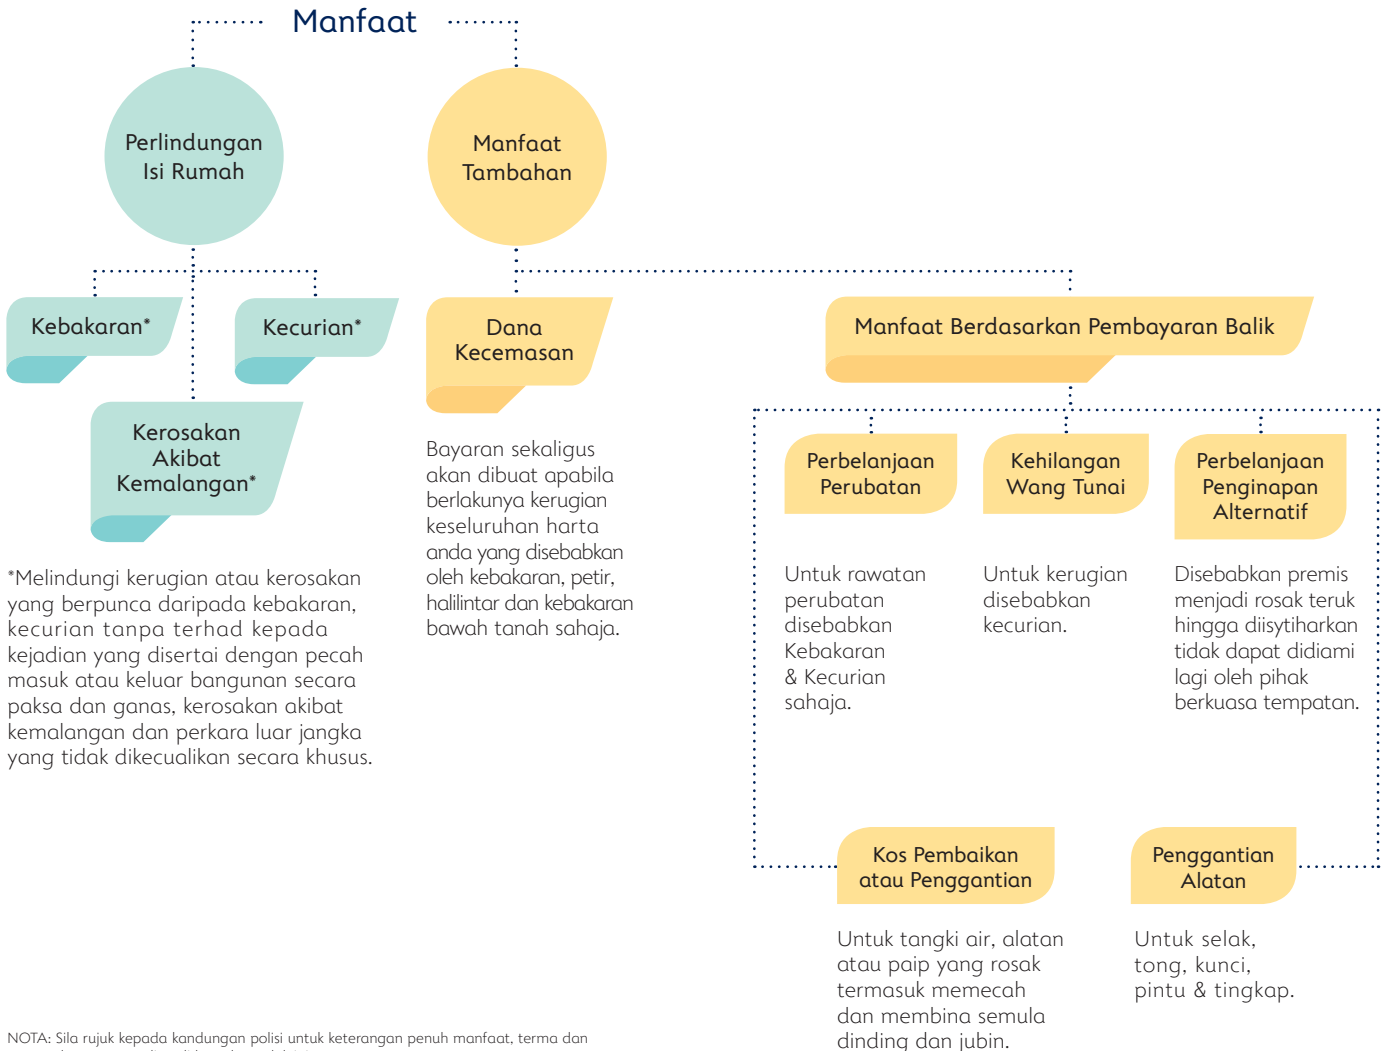 Manfaat
Perlindungan
Isi Rumah
Manfaat
Tambahan
Kebakaran*
Kecurian*
Kerosakan
Akibat
Kemalangan*
*Melindungi kerugian atau kerosakan
yang berpunca daripada kebakaran,
kecurian tanpa terhad kepada
kejadian yang disertai dengan pecah
masuk atau keluar bangunan secara
paksa dan ganas, kerosakan akibat
kemalangan dan perkara luar jangka
yang tidak dikecualikan secara khusus.
Dana
Kecemasan
Bayaran sekaligus
akan dibuat apabila
berlakunya kerugian
keseluruhan harta
anda yang disebabkan
oleh kebakaran, petir,
halilintar dan kebakaran
bawah tanah sahaja.
Manfaat Berdasarkan Pembayaran Balik
Perbelanjaan
Perubatan
Untuk rawatan
perubatan
disebabkan
Kebakaran
& Kecurian
sahaja.
Kehilangan
Wang Tunai
Untuk kerugian
disebabkan
kecurian.
Perbelanjaan
Penginapan
Alternatif
Disebabkan premis
menjadi rosak teruk
hingga diisytiharkan
tidak dapat didiami
lagi oleh pihak
berkuasa tempatan.
Kos Pembaikan
atau Penggantian
Untuk tangki air, alatan
atau paip yang rosak
termasuk memecah
dan membina semula
dinding dan jubin.
Penggantian
Alatan
Untuk selak,
tong, kunci,
pintu & tingkap.
NOTA: Sila rujuk kepada kandungan polisi untuk keterangan penuh manfaat, terma dan